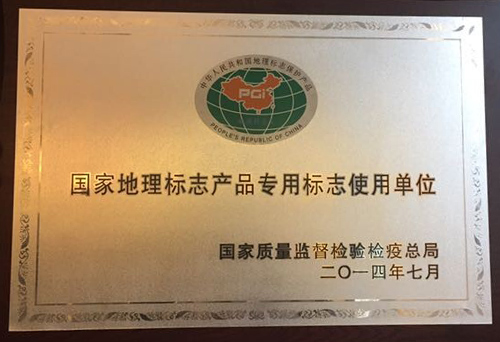 中华人民共和国地理标志保护产品
PGI
PEOPLE'S REPUBLIC OF CHINA
国家地理标志产品专用标志使用单位
国家质量监督检验检疫总局
二〇一四年七月